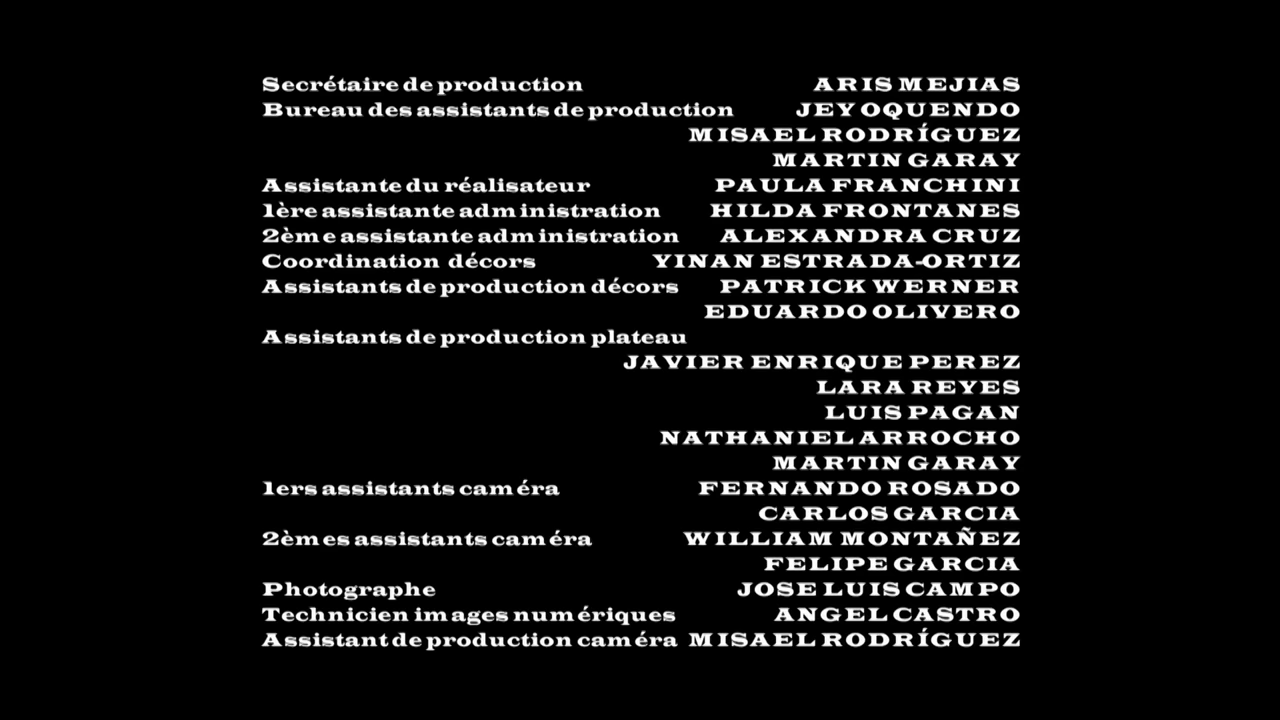 Secrétaire de production ARIS MEJIAS
Bureau des assistants de production JEY OQUENDO
MISAEL RODRÍGUEZ
MARTIN GARAY
Assistante du réalisateur PAULA FRANCHINI
1ère assistante administration HILDA FRONTANES
2ème assistante administration ALEXANDRA CRUZ
Coordination décors YINAN ESTRADA-ORTIZ
Assistants de production décors PATRICK WERNER
EDUARDO OLIVERO
Assistants de production plateau
JAVIER ENRIQUE PEREZ
LARA REYES
LUIS PAGAN
NATHANIEL ARROCHO
MARTIN GARAY
1ers assistants caméra FERNANDO ROSADO
CARLOS GARCIA
2èmes assistants caméra WILLIAM MONTAÑEZ
FELIPE GARCIA
Photographe JOSE LUIS CAMPO
Technicien images numériques ANGEL CASTRO
Assistant de production caméra MISAEL RODRÍGUEZ